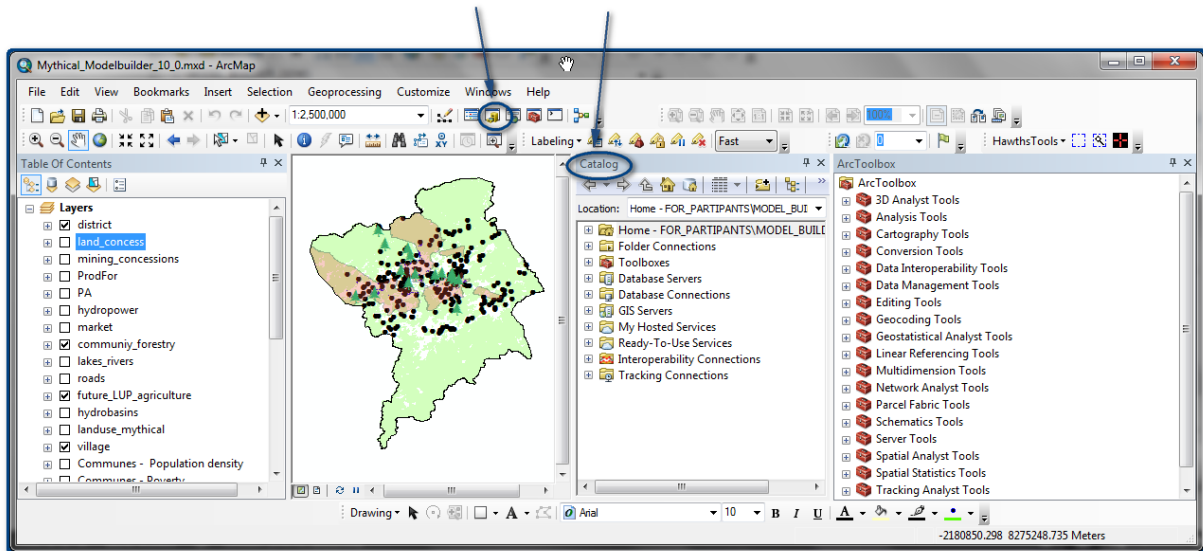 Mythical_Modelbuilder_10_0.mxd - ArcMap
File Edit View Bookmarks Insert Selection Geoprocessing Customize Windows Help
1:2,500,000
100%
Labeling
Fast
0
HawthsTools
Table Of Contents
Layers
district
land_concess
mining_concessions
ProdFor
PA
hydropower
market
communiy_forestry
lakes_rivers
roads
future_LUP_agriculture
hydrobasins
landuse_mythical
village
Communes - Population density
Communes - Poverty
Catalog
Location: Home - FOR_PARTIPANTS\MODEL_BUI
Home - FOR_PARTIPANTS\MODEL_BUILD
Folder Connections
Toolboxes
Database Servers
Database Connections
GIS Servers
My Hosted Services
Ready-To-Use Services
Interoperability Connections
Tracking Connections
ArcToolbox
ArcToolbox
3D Analyst Tools
Analysis Tools
Cartography Tools
Conversion Tools
Data Interoperability Tools
Data Management Tools
Editing Tools
Geocoding Tools
Geostatistical Analyst Tools
Linear Referencing Tools
Multidimension Tools
Network Analyst Tools
Parcel Fabric Tools
Schematics Tools
Server Tools
Spatial Analyst Tools
Spatial Statistics Tools
Tracking Analyst Tools
Drawing
A
Arial
10
B I U A
-2180850.298 8275248.735 Meters